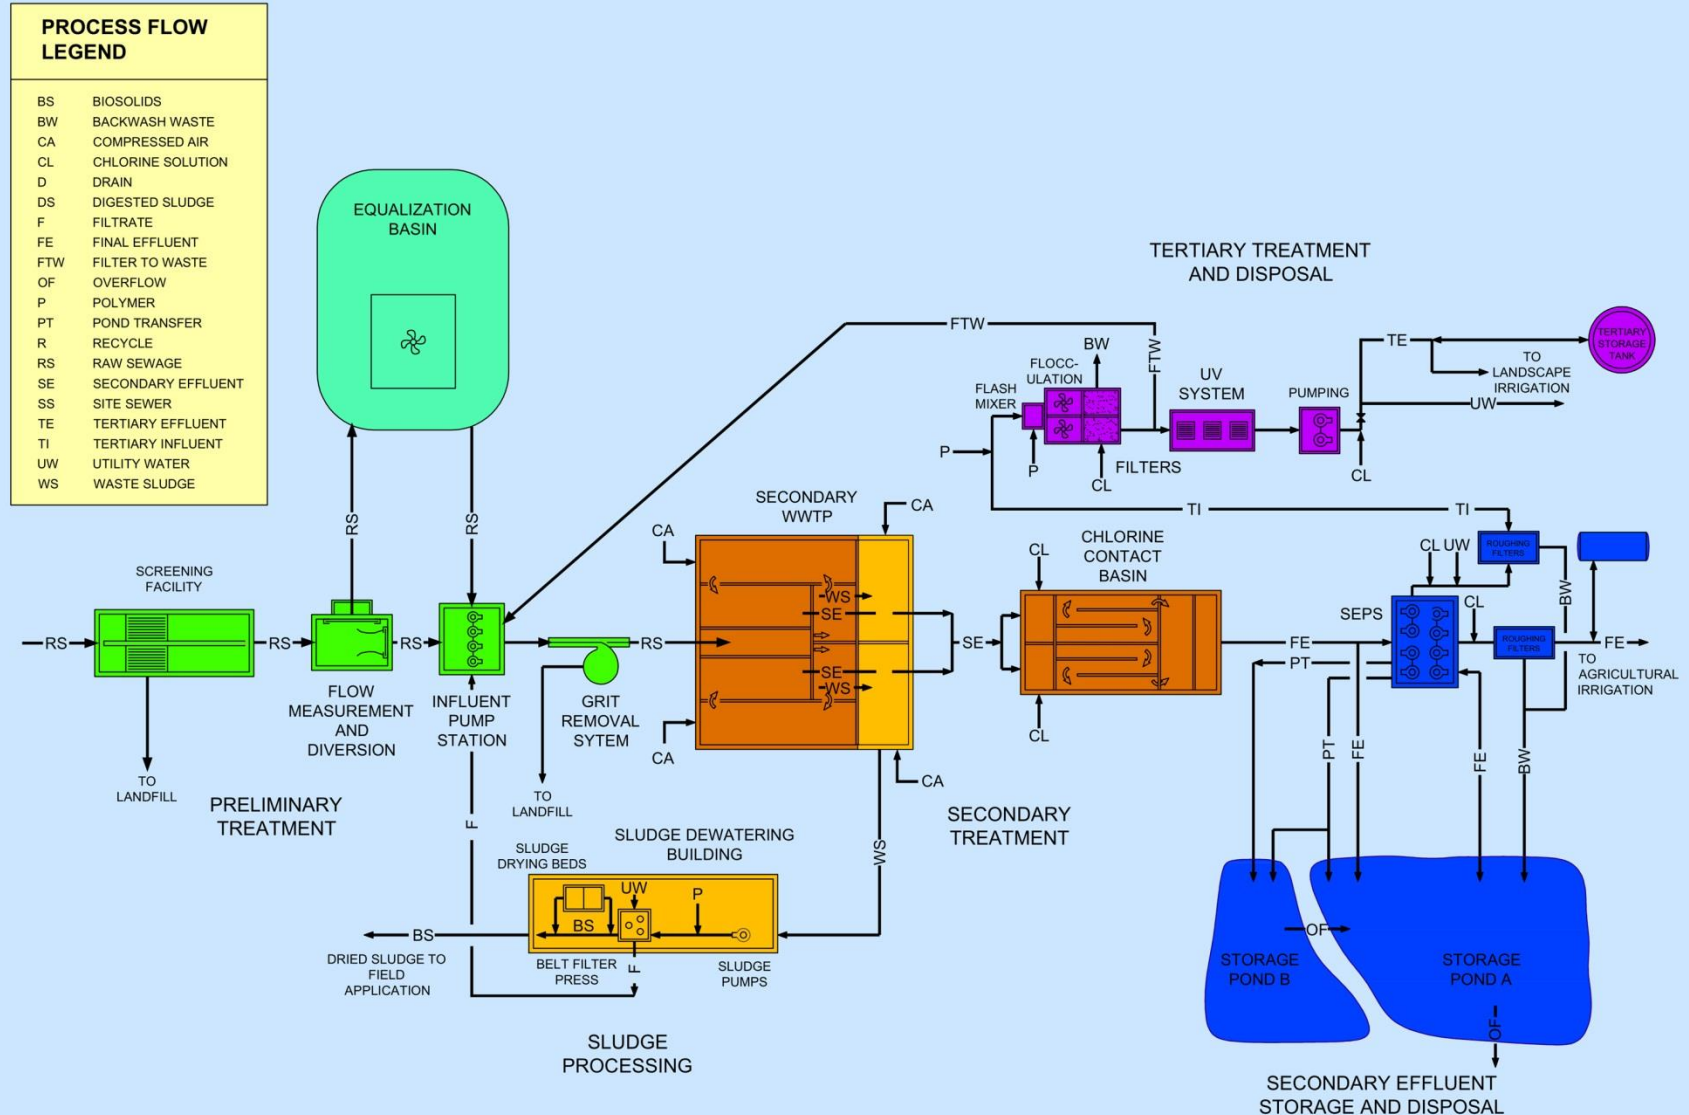 PROCESS FLOW
LEGEND
BS BIOSOLIDS
BW BACKWASH WASTE
CA COMPRESSED AIR
CL CHLORINE SOLUTION
D DRAIN
DS DIGESTED SLUDGE
F FILTRATE
FE FINAL EFFLUENT
FTW FILTER TO WASTE
OF OVERFLOW
P POLYMER
PT POND TRANSFER
R RECYCLE
RS RAW SEWAGE
SE SECONDARY EFFLUENT
SS SITE SEWER
TE TERTIARY EFFLUENT
TI TERTIARY INFLUENT
UW UTILITY WATER
WS WASTE SLUDGE
EQUALIZATION
BASIN
RS
RS
SCREENING
FACILITY
RS
RS
RS
FLOW
MEASUREMENT
AND
DIVERSION
INFLUENT
PUMP
STATION
GRIT
REMOVAL
SYTEM
RS
TO
LANDFILL
TO
LANDFILL
PRELIMINARY
TREATMENT
F
SECONDARY
WWTP
CA
CA
CA
CA
WS
SE
SE
WS
SE
WS
SECONDARY
TREATMENT
CHLORINE
CONTACT
BASIN
CL
CL
SLUDGE DEWATERING
BUILDING
SLUDGE
DRYING BEDS
UW
P
BS
BS
F
DRIED SLUDGE TO
FIELD
APPLICATION
BELT FILTER
PRESS
SLUDGE
PUMPS
SLUDGE
PROCESSING
TERTIARY TREATMENT
AND DISPOSAL
FTW
FTW
BW
FLOCC-
ULATION
FLASH
MIXER
P
P
CL
FILTERS
UV
SYSTEM
PUMPING
CL
TE
TERTIARY
STORAGE
TANK
TO
LANDSCAPE
IRRIGATION
UW
TI
TI
ROUGHING
FILTERS
CL
UW
BW
SEPS
CL
ROUGHING
FILTERS
FE
FE
TO
AGRICULTURAL
IRRIGATION
PT
PT
FE
FE
BW
OF
STORAGE
POND B
STORAGE
POND A
OF
SECONDARY EFFLUENT
STORAGE AND DISPOSAL